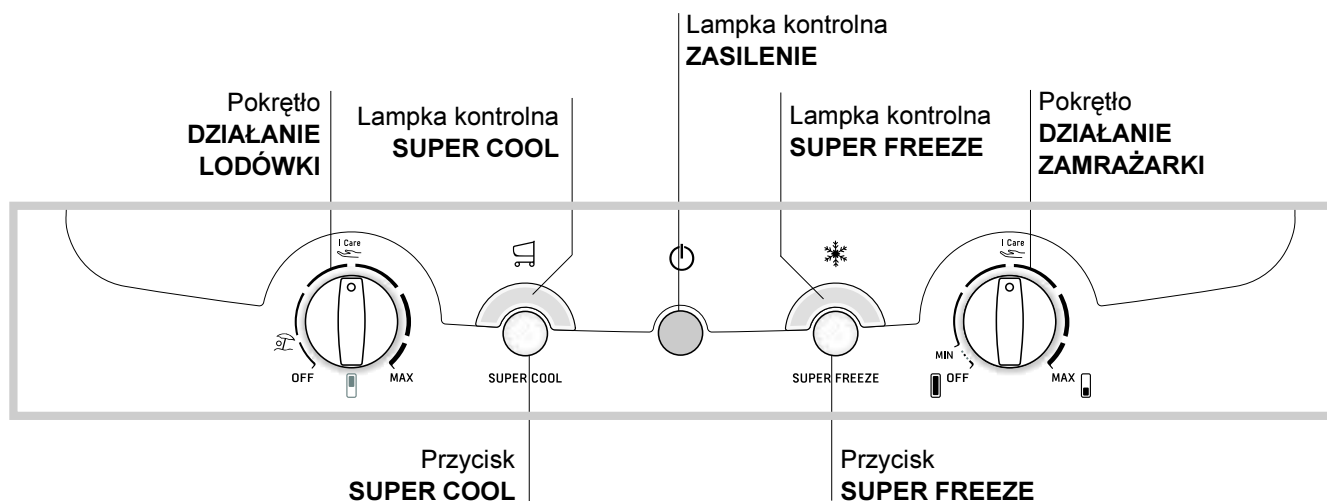 Lampka kontrolna
ZASILENIE
Pokrętło
DZIAŁANIE
LODÓWKI
Lampka kontrolna
SUPER COOL
Lampka kontrolna
SUPER FREEZE
Pokrętło
DZIAŁANIE
ZAMRAŻARKI
I Care
I Care
OFF
MAX
SUPER COOL
SUPER FREEZE
MIN
OFF
MAX
Przycisk
SUPER COOL
Przycisk
SUPER FREEZE